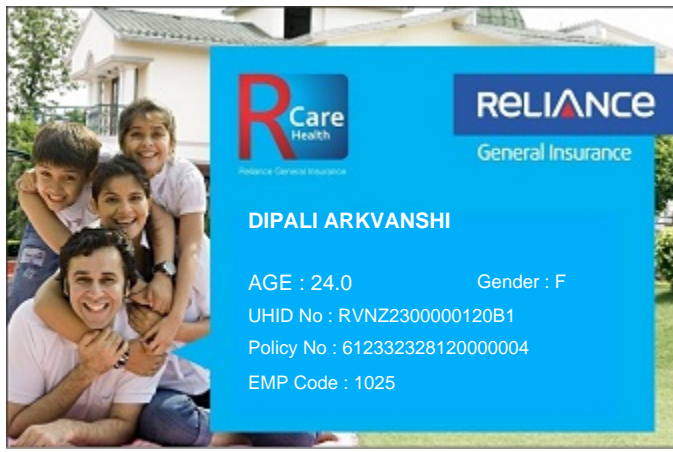 R Care
Health
Reliance General Insurance
RELIANCE
General Insurance
DIPALI ARKVANSHI
AGE : 24.0 Gender : F
UHID No : RVNZ2300000120B1
Policy No : 612332328120000004
EMP Code : 1025